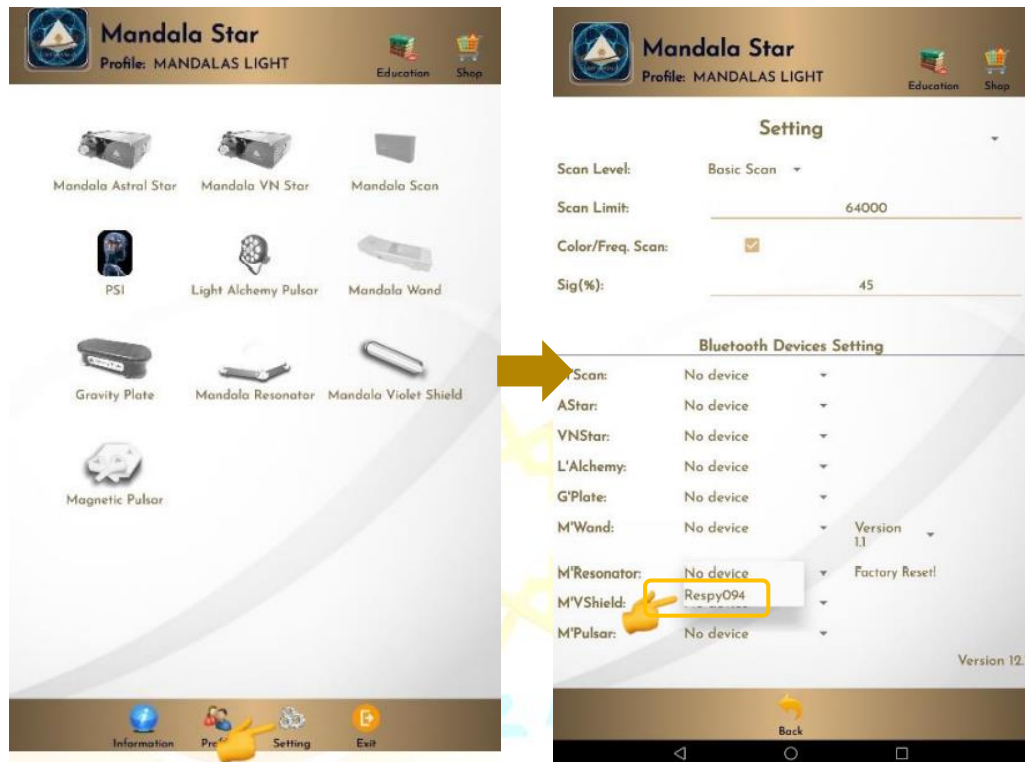 Mandala Star
Profile: MANDALAS LIGHT
Education
Shop
Mandala Astral Star
Mandala VN Star
Mandala Scan
PSI
Light Alchemy Pulsar
Mandala Wand
Gravity Plate
Mandala Resonator
Mandala Violet Shield
Magnetic Pulsar
Information
Setting
Exit
Mandala Star
Profile: MANDALAS LIGHT
Education
Shop
Setting
Scan Level: Basic Scan
Scan Limit: 64000
Color/Freq. Scan:
Sig(%): 45
Bluetooth Devices Setting
Scan: No device
AStar: No device
VNStar: No device
L'Alchemy: No device
G'Plate: No device
M'Wand: No device Version 1.1
M'Resonator: No device Factory Reset!
Respy094
M'VShield:
M'Pulsar: No device
Version 12.
Back